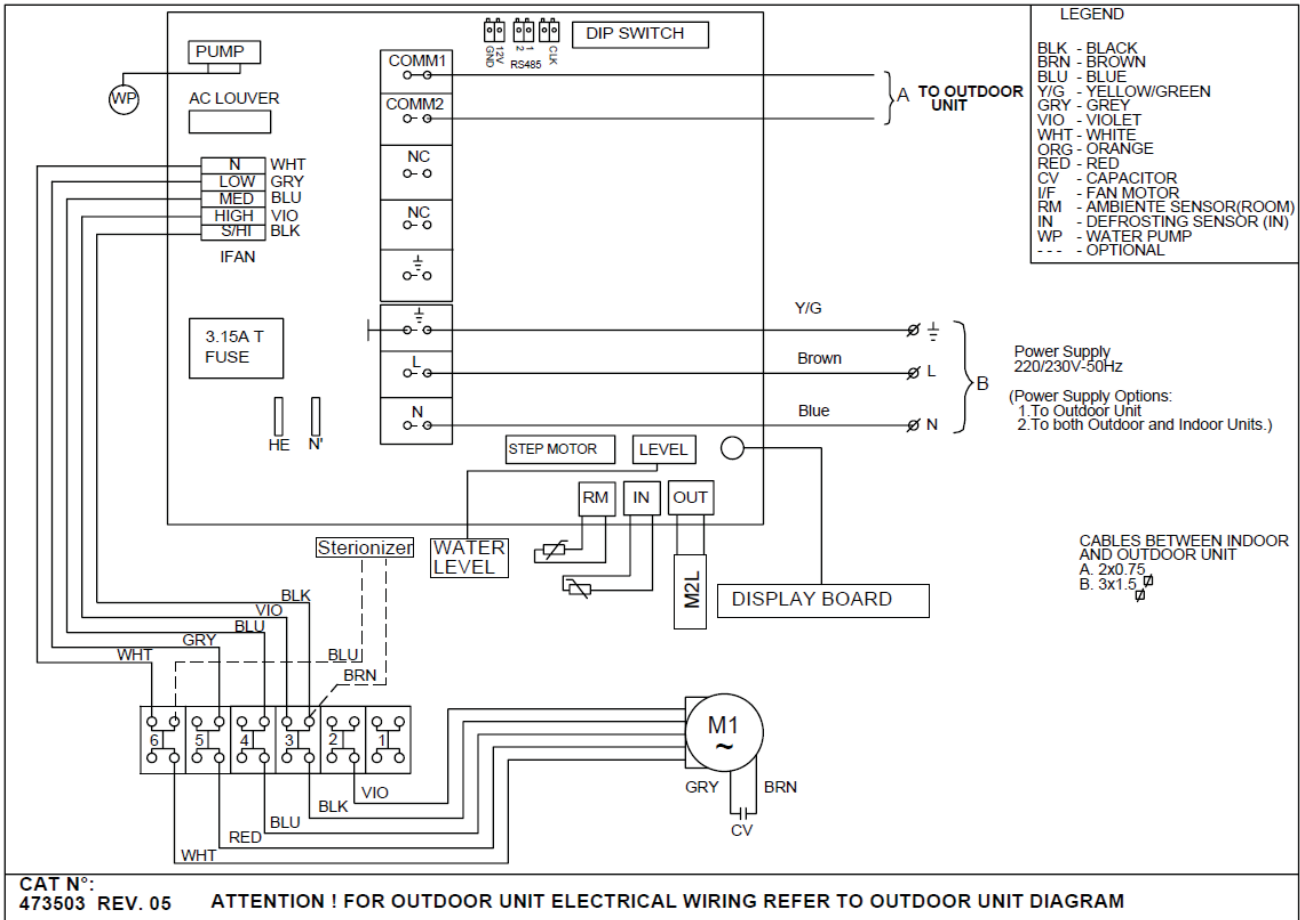 PUMP
WP
AC LOUVER
N WHT
LOW GRY
MED BLU
HIGH VIO
S/HI BLK
IFAN
3.15A T
FUSE
HE N'
GND
12V
2
1
RS485
CLK
DIP SWITCH
COMM1
COMM2
NC
NC
L
N
A TO OUTDOOR
UNIT
Y/G
Brown
Blue
L
N
B
Power Supply
220/230V-50Hz
(Power Supply Options:
1.To Outdoor Unit
2.To both Outdoor and Indoor Units.)
LEGEND
BLK - BLACK
BRN - BROWN
BLU - BLUE
Y/G - YELLOW/GREEN
GRY - GREY
VIO - VIOLET
WHT - WHITE
ORG - ORANGE
RED - RED
CV - CAPACITOR
I/F - FAN MOTOR
RM - AMBIENTE SENSOR(ROOM)
IN - DEFROSTING SENSOR (IN)
WP - WATER PUMP
- - - - OPTIONAL
STEP MOTOR
LEVEL
RM
IN
OUT
Sterionizer
WATER
LEVEL
M2L
DISPLAY BOARD
CABLES BETWEEN INDOOR
AND OUTDOOR UNIT
A. 2x0.75
B. 3x1.5
BLK
VIO
BLU
GRY
WHT
BLU
BRN
6 5 4 3 2 1
M1
~
GRY BRN
CV
VIO
BLK
BLU
RED
WHT
CAT N°:
473503 REV. 05
ATTENTION ! FOR OUTDOOR UNIT ELECTRICAL WIRING REFER TO OUTDOOR UNIT DIAGRAM